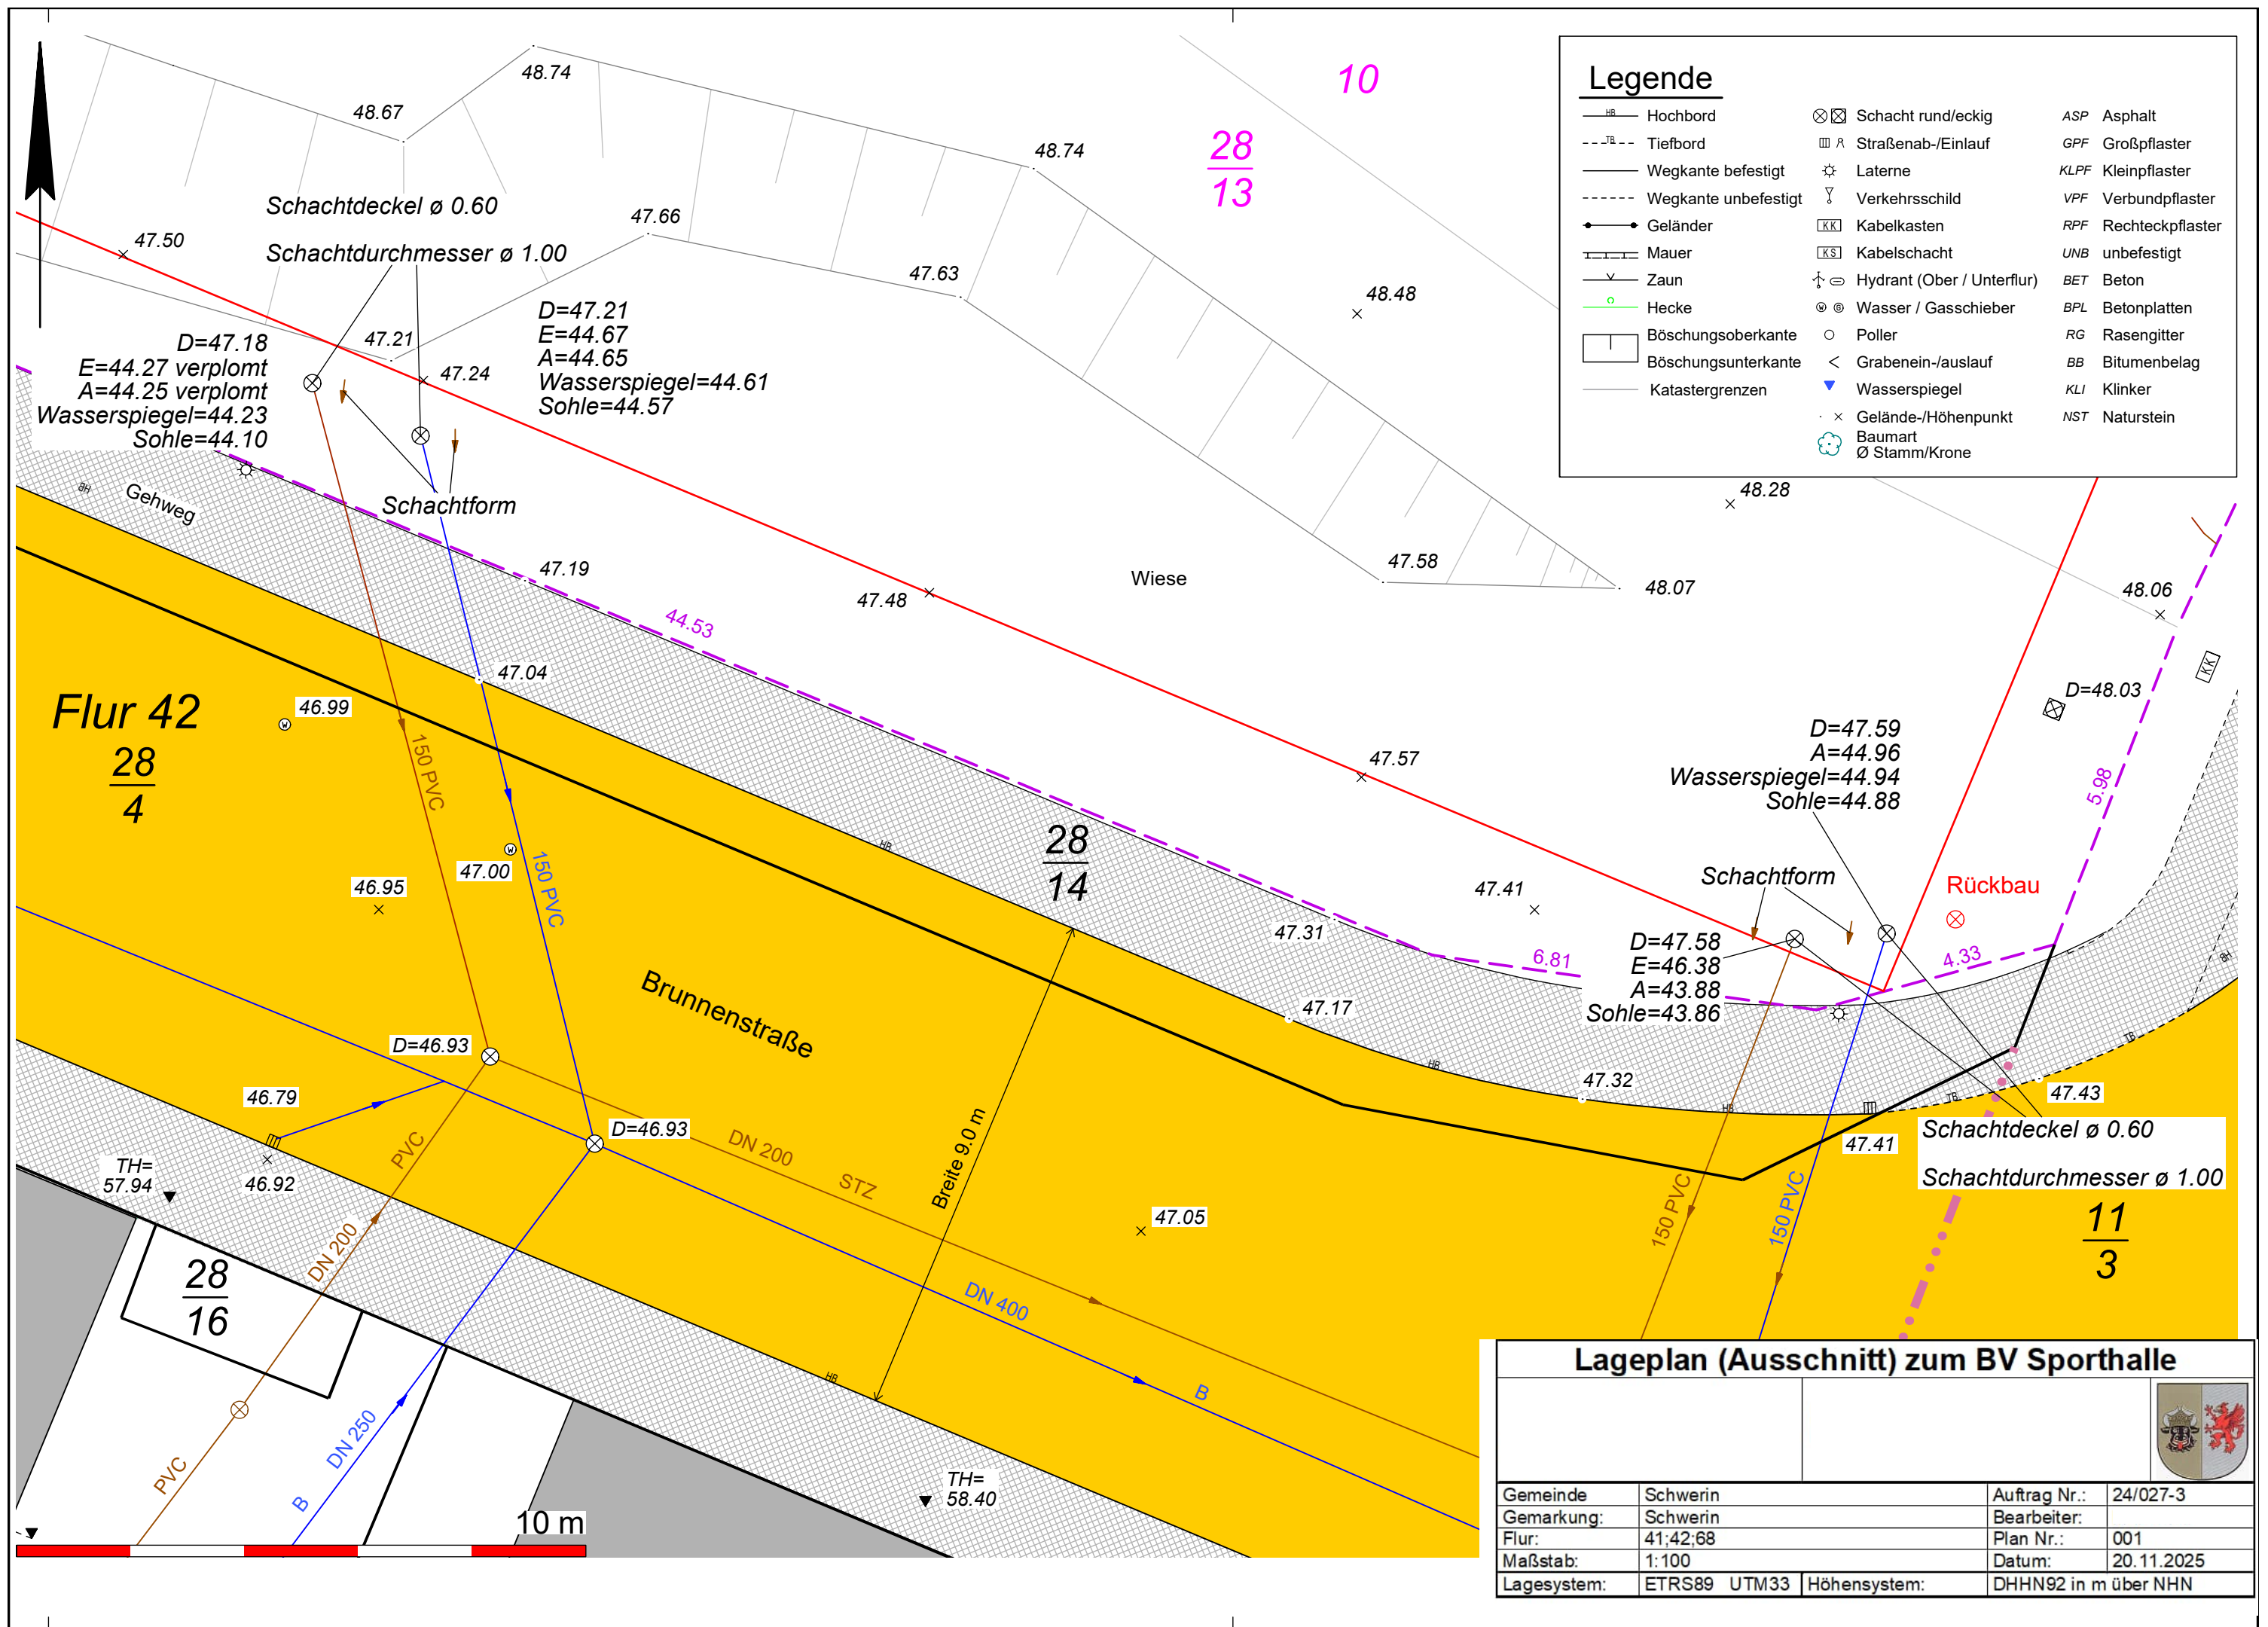 48.74
48.67
48.74
10
28
13
Schachtdeckel ø 0.60
Schachtdurchmesser ø 1.00
47.50
47.66
47.63
48.48
D=47.21
E=44.67
A=44.65
Wasserspiegel=44.61
Sohle=44.57
47.21
47.24
D=47.18
E=44.27 verplomt
A=44.25 verplomt
Wasserspiegel=44.23
Sohle=44.10
Legende
HB Hochbord
TB Tiefbord
Wegkante befestigt
Wegkante unbefestigt
Geländer
Mauer
Zaun
Hecke
Böschungsoberkante
Böschungsunterkante
Katastergrenzen
Schacht rund/eckig
Straßenab-/Einlauf
Laterne
Verkehrsschild
KK Kabelkasten
KS Kabelschacht
Hydrant (Ober / Unterflur)
W G Wasser / Gasschieber
Poller
Grabenein-/auslauf
Wasserspiegel
Gelände-/Höhenpunkt
Baumart
Ø Stamm/Krone
ASP Asphalt
GPF Großpflaster
KLPF Kleinpflaster
VPF Verbundpflaster
RPF Rechteckpflaster
UNB unbefestigt
BET Beton
BPL Betonplatten
RG Rasengitter
BB Bitumenbelag
KLI Klinker
NST Naturstein
HB
Gehweg
Schachtform
48.28
47.19
47.48
Wiese
47.58
48.07
48.06
44.53
47.04
KK
D=48.03
Flur 42
28
4
W
46.99
150 PVC
W
47.00
150 PVC
46.95
47.57
D=47.59
A=44.96
Wasserspiegel=44.94
Sohle=44.88
5.98
HB
28
14
47.41
Schachtform
Rückbau
47.31
6.81
D=47.58
E=46.38
A=43.88
Sohle=43.86
4.33
HB
Brunnenstraße
47.17
D=46.93
46.79
D=46.93
HB
47.32
HB
TB
TB
47.43
47.41
Schachtdeckel ø 0.60
Schachtdurchmesser ø 1.00
PVC
DN 200
STZ
Breite 9.0 m
TH=
57.94
46.92
47.05
150 PVC
150 PVC
11
3
DN 200
28
16
DN 400
B
HB
DN 250
PVC
B
TH=
58.40
10 m
Lageplan (Ausschnitt) zum BV Sporthalle
Gemeinde Schwerin Auftrag Nr.: 24/027-3
Gemarkung: Schwerin Bearbeiter:
Flur: 41;42;68 Plan Nr.: 001
Maßstab: 1:100 Datum: 20.11.2025
Lagesystem: ETRS89 UTM33 Höhensystem: DHHN92 in m über NHN